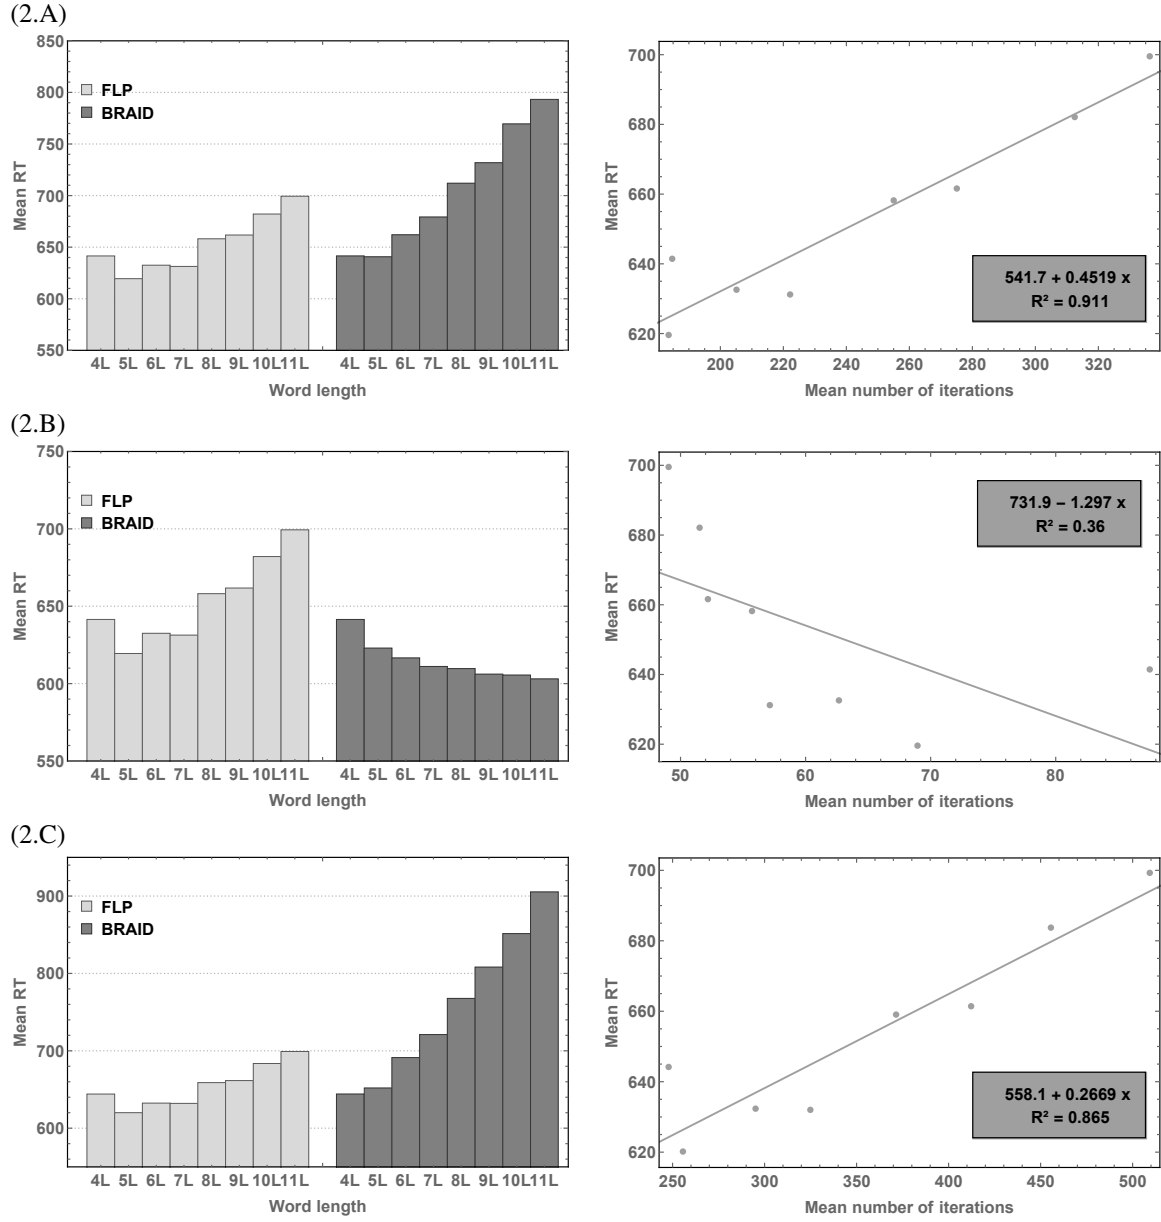 (2.A)
850
800
750
700
650
600
550
Mean RT
FLP
BRAID
4L 5L 6L 7L 8L 9L 10L 11L 4L 5L 6L 7L 8L 9L 10L 11L
Word length
700
680
660
640
620
Mean RT
541.7 + 0.4519 x
R² = 0.911
200 220 240 260 280 300 320
Mean number of iterations
(2.B)
750
700
650
600
550
Mean RT
FLP
BRAID
4L 5L 6L 7L 8L 9L 10L 11L 4L 5L 6L 7L 8L 9L 10L 11L
Word length
700
680
660
640
620
Mean RT
731.9 − 1.297 x
R² = 0.36
50 60 70 80
Mean number of iterations
(2.C)
900
800
700
600
Mean RT
FLP
BRAID
4L 5L 6L 7L 8L 9L 10L 11L 4L 5L 6L 7L 8L 9L 10L 11L
Word length
700
680
660
640
620
Mean RT
558.1 + 0.2669 x
R² = 0.865
250 300 350 400 450 500
Mean number of iterations